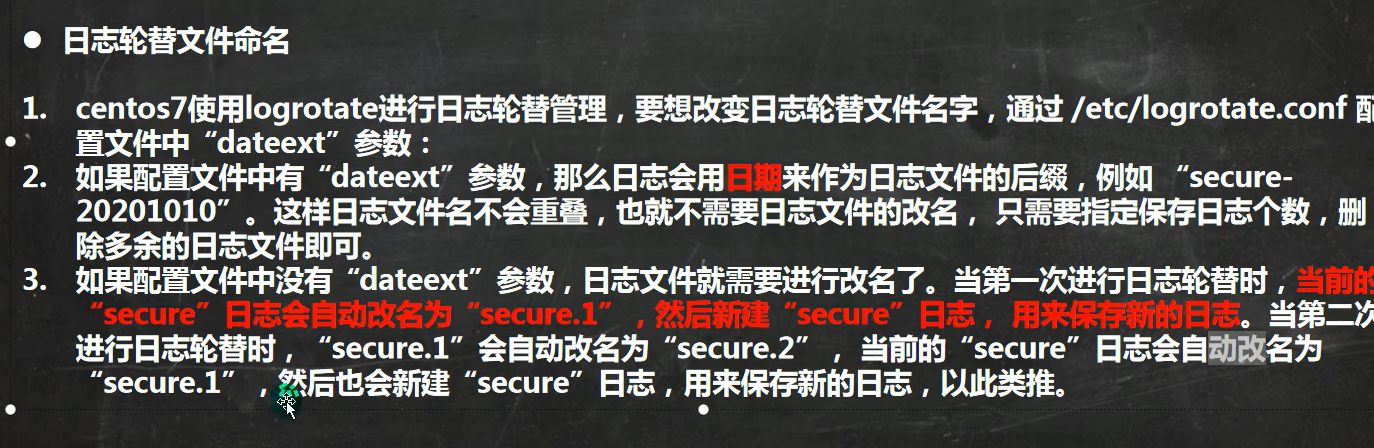 ● 日志轮替文件命名
1. centos7使用logrotate进行日志轮替管理，要想改变日志轮替文件名字，通过 /etc/logrotate.conf 配
置文件中“dateext”参数：
2. 如果配置文件中有“dateext”参数，那么日志会用日期来作为日志文件的后缀，例如 “secure-
20201010”。这样日志文件名不会重叠，也就不需要日志文件的改名， 只需要指定保存日志个数，删
除多余的日志文件即可。
3. 如果配置文件中没有“dateext”参数，日志文件就需要进行改名了。当第一次进行日志轮替时，当前的
“secure”日志会自动改名为“secure.1”，然后新建“secure”日志， 用来保存新的日志。当第二次
进行日志轮替时，“secure.1”会自动改名为“secure.2”， 当前的“secure”日志会自动改名为
“secure.1”，然后也会新建“secure”日志，用来保存新的日志，以此类推。